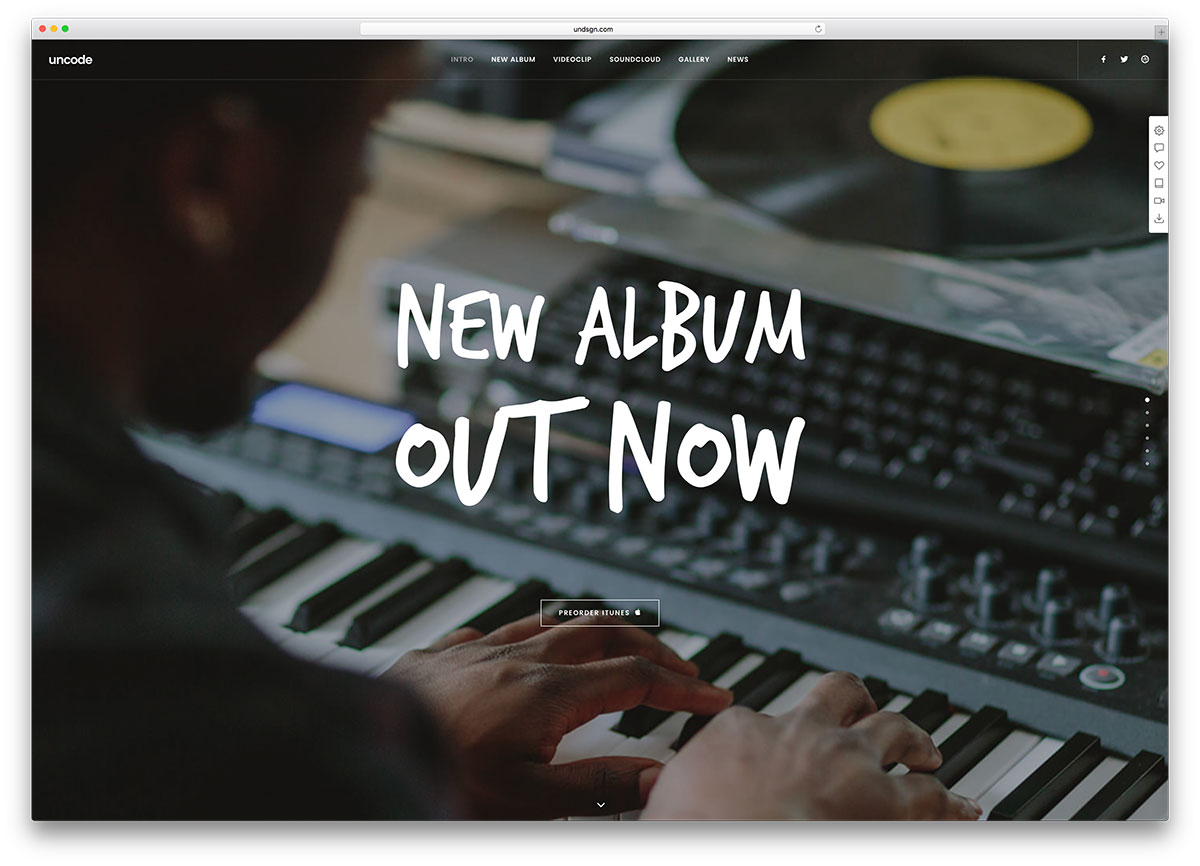 undsgn.com
uncode
INTRO NEW ALBUM VIDEOCLIP SOUNDCLOUD GALLERY NEWS
NEW ALBUM
OUT NOW
PREORDER ITUNES